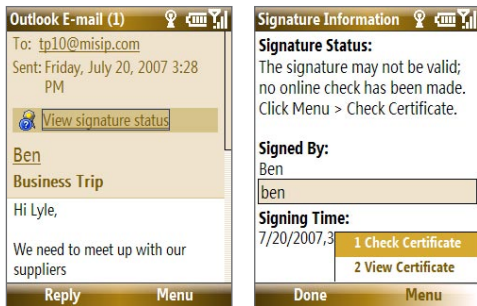 Outlook E-mail (1)
To: tp10@misip.com
Sent: Friday, July 20, 2007 3:28
PM
View signature status
Ben
Business Trip
Hi Lyle,
We need to meet up with our
suppliers
Reply Menu
Signature Information
Signature Status:
The signature may not be valid;
no online check has been made.
Click Menu > Check Certificate.
Signed By:
Ben
ben
Signing Time:
7/20/2007,3
1 Check Certificate
2 View Certificate
Done Menu